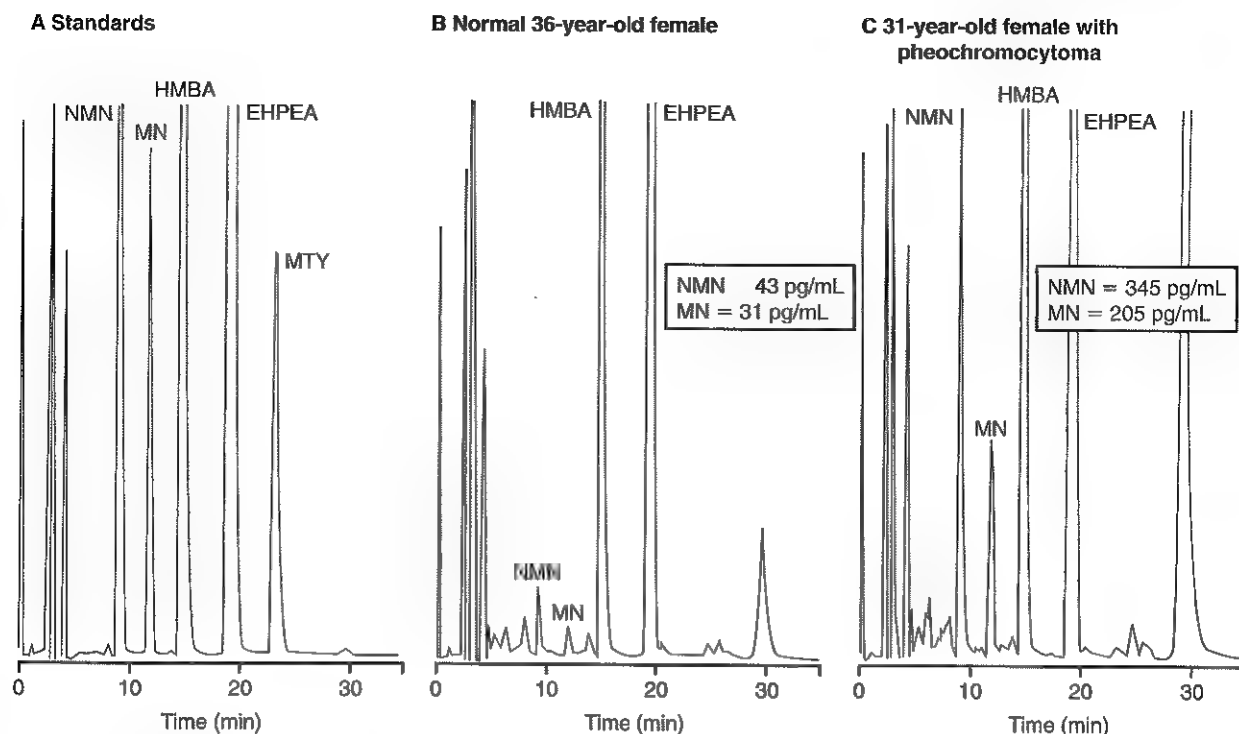 A Standards
NMN
MN
HMBA
EHPEA
MTY
0 10 20 30
Time (min)
B Normal 36-year-old female
HMBA
EHPEA
NMN 43 pg/mL
MN = 31 pg/mL
NMN
MN
0 10 20 30
Time (min)
C 31-year-old female with
pheochromocytoma
HMBA
NMN
EHPEA
NMN = 345 pg/mL
MN = 205 pg/mL
MN
0 10 20 30
Time (min)